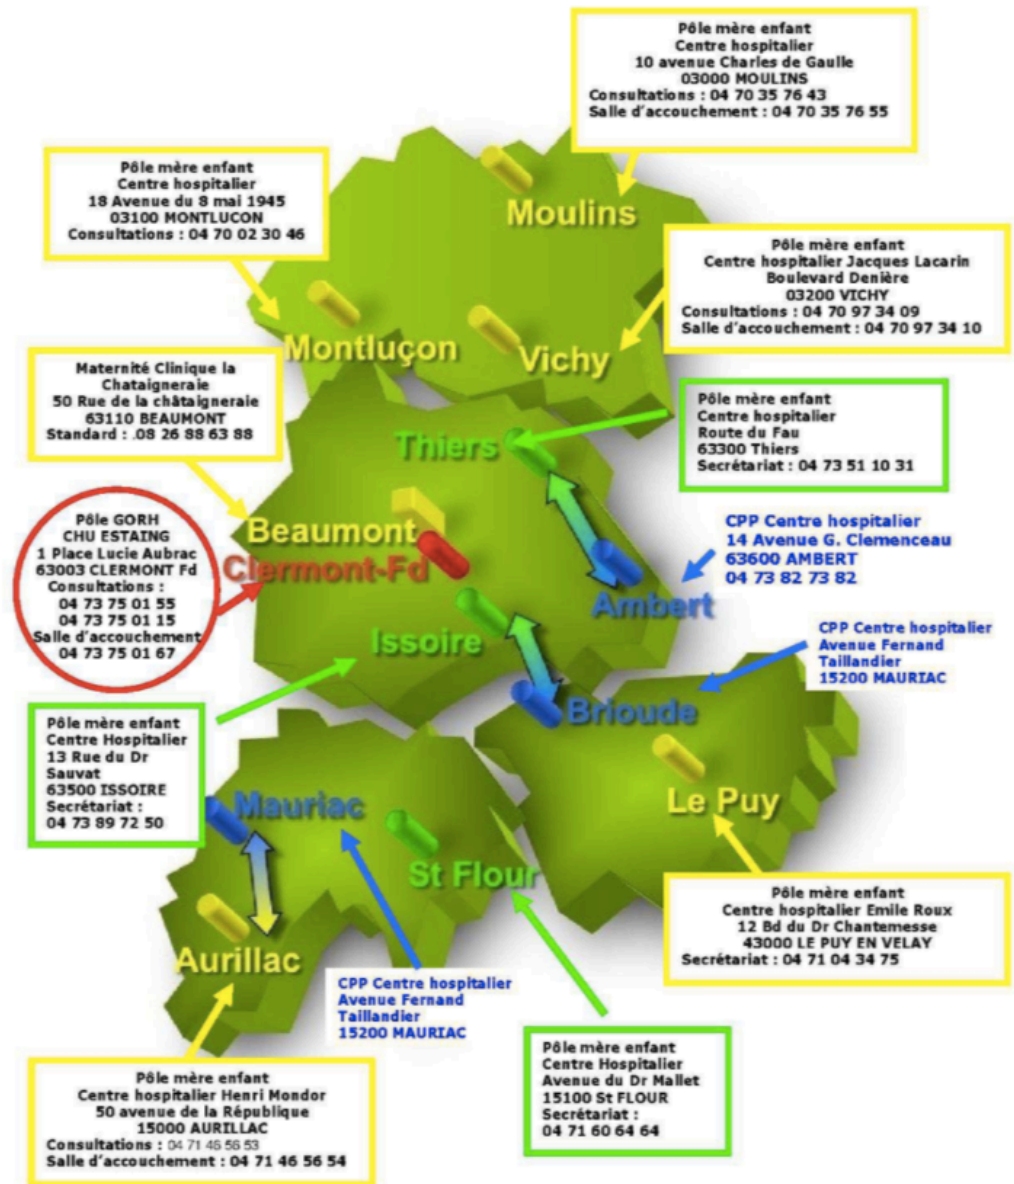 Pôle mère enfant
Centre hospitalier
10 avenue Charles de Gaulle
03000 MOULINS
Consultations : 04 70 35 76 43
Salle d'accouchement : 04 70 35 76 55
Pôle mère enfant
Centre hospitalier
18 Avenue du 8 mai 1945
03100 MONTLUCON
Consultations : 04 70 02 30 46
Moulins
Pôle mère enfant
Centre hospitalier Jacques Lacarin
Boulevard Denière
03200 VICHY
Consultations : 04 70 97 34 09
Salle d'accouchement : 04 70 97 34 10
Montluçon
Vichy
Maternité Clinique la
Chataigneraie
50 Rue de la châtaigneraie
63110 BEAUMONT
Standard : .08 26 88 63 88
Thiers
Pôle mère enfant
Centre hospitalier
Route du Fau
63300 Thiers
Secrétariat : 04 73 51 10 31
Pôle GORH
CHU ESTAING
1 Place Lucie Aubrac
63003 CLERMONT Fd
Consultations :
04 73 75 01 55
04 73 75 01 15
Salle d'accouchement
04 73 75 01 67
Beaumont
Clermont-Fd
CPP Centre hospitalier
14 Avenue G. Clemenceau
63600 AMBERT
04 73 82 73 82
Ambert
Issoire
CPP Centre hospitalier
Avenue Fernand
Taillandier
15200 MAURIAC
Pôle mère enfant
Centre Hospitalier
13 Rue du Dr
Sauvat
63500 ISSOIRE
Secrétariat :
04 73 89 72 50
Brioude
Mauriac
Le Puy
St Flour
Pôle mère enfant
Centre hospitalier Emile Roux
12 Bd du Dr Chantemesse
43000 LE PUY EN VELAY
Secrétariat : 04 71 04 34 75
Aurillac
CPP Centre hospitalier
Avenue Fernand
Taillandier
15200 MAURIAC
Pôle mère enfant
Centre Hospitalier
Avenue du Dr Mallet
15100 St FLOUR
Secrétariat :
04 71 60 64 64
Pôle mère enfant
Centre hospitalier Henri Mondor
50 avenue de la République
15000 AURILLAC
Consultations : 04 71 46 56 53
Salle d'accouchement : 04 71 46 56 54